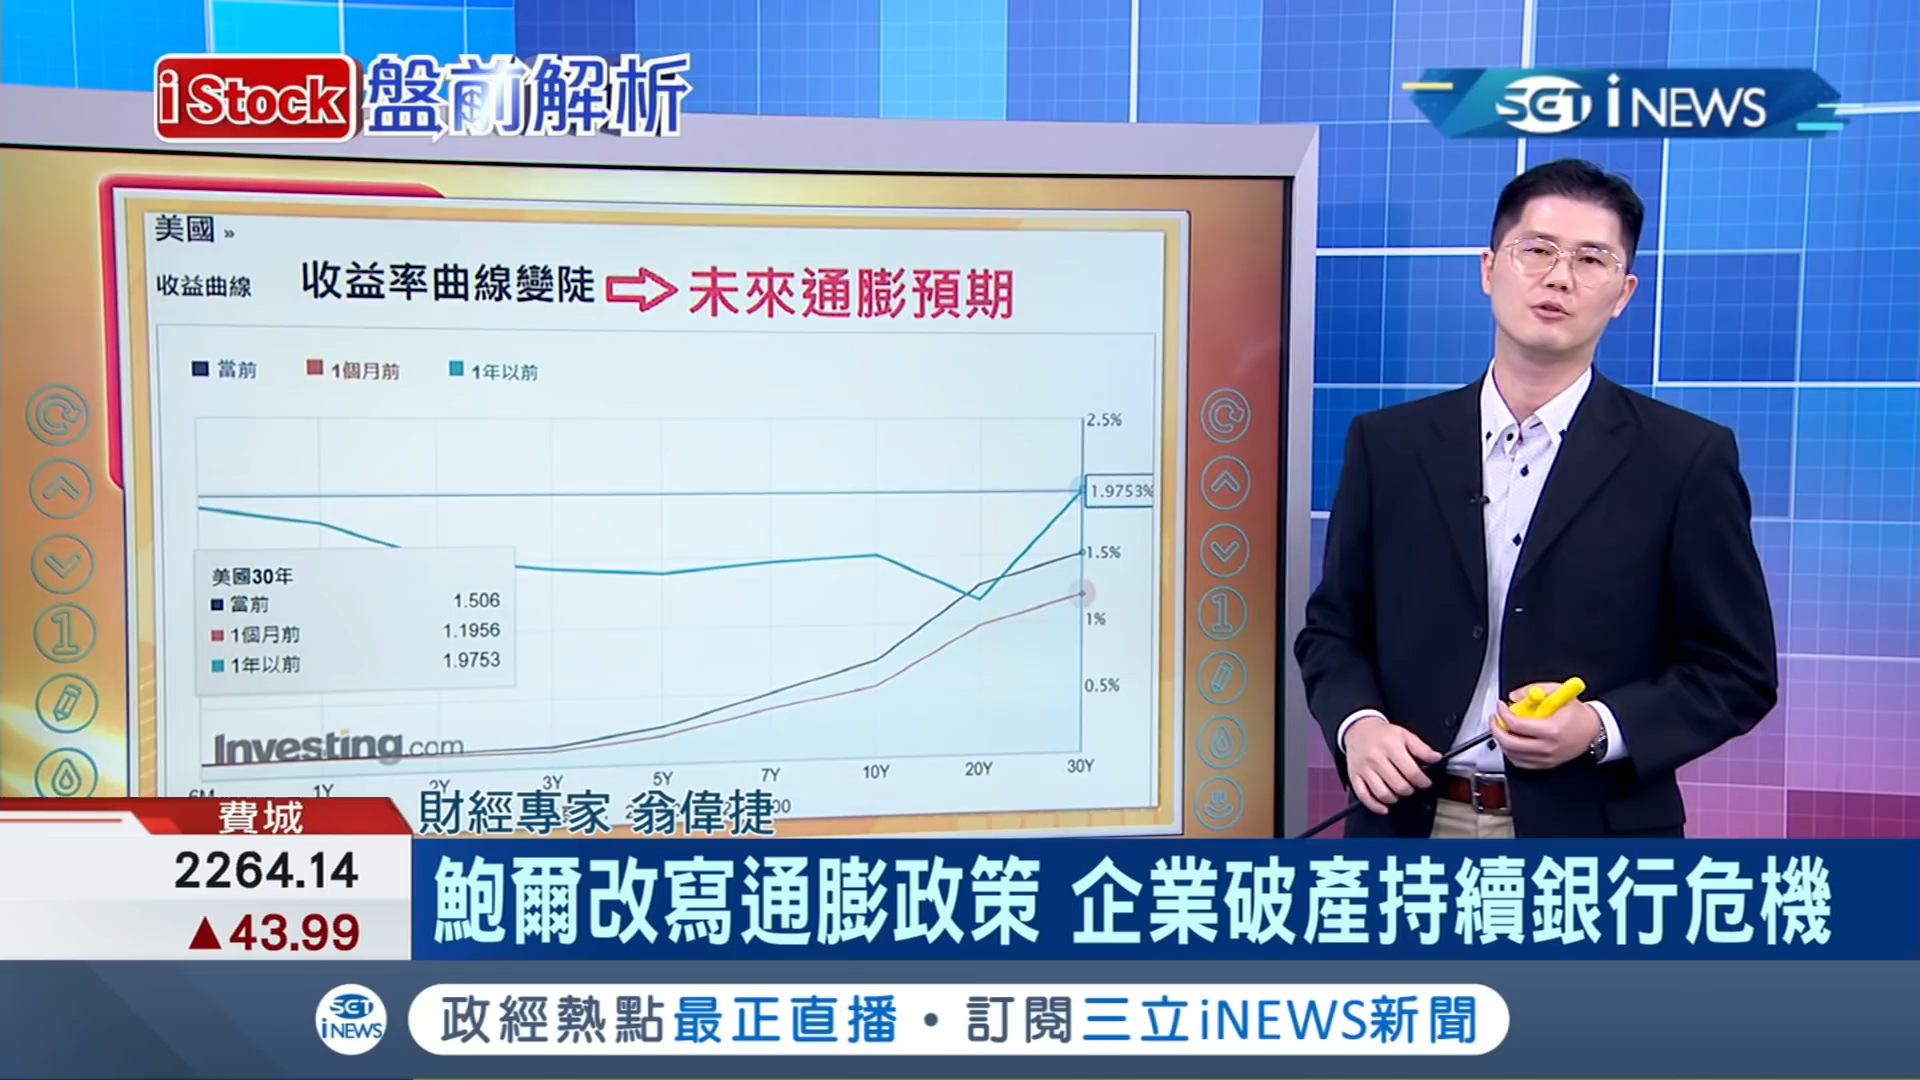 i Stock 盤前解析
SET iNEWS
美國 »
收益曲線
收益率曲線變陡 ⇨ 未來通膨預期
當前 1個月前 1年以前
2.5%
1.9753%
1.5%
1%
0.5%
美國30年
當前 1.506
1個月前 1.1956
1年以前 1.9753
Investing.com
6M 1Y 2Y 3Y 5Y 7Y 10Y 20Y 30Y
費城
2264.14
▲43.99
財經專家 翁偉捷
鮑爾改寫通膨政策 企業破產持續銀行危機
SET iNEWS
政經熱點最正直播・訂閱三立iNEWS新聞